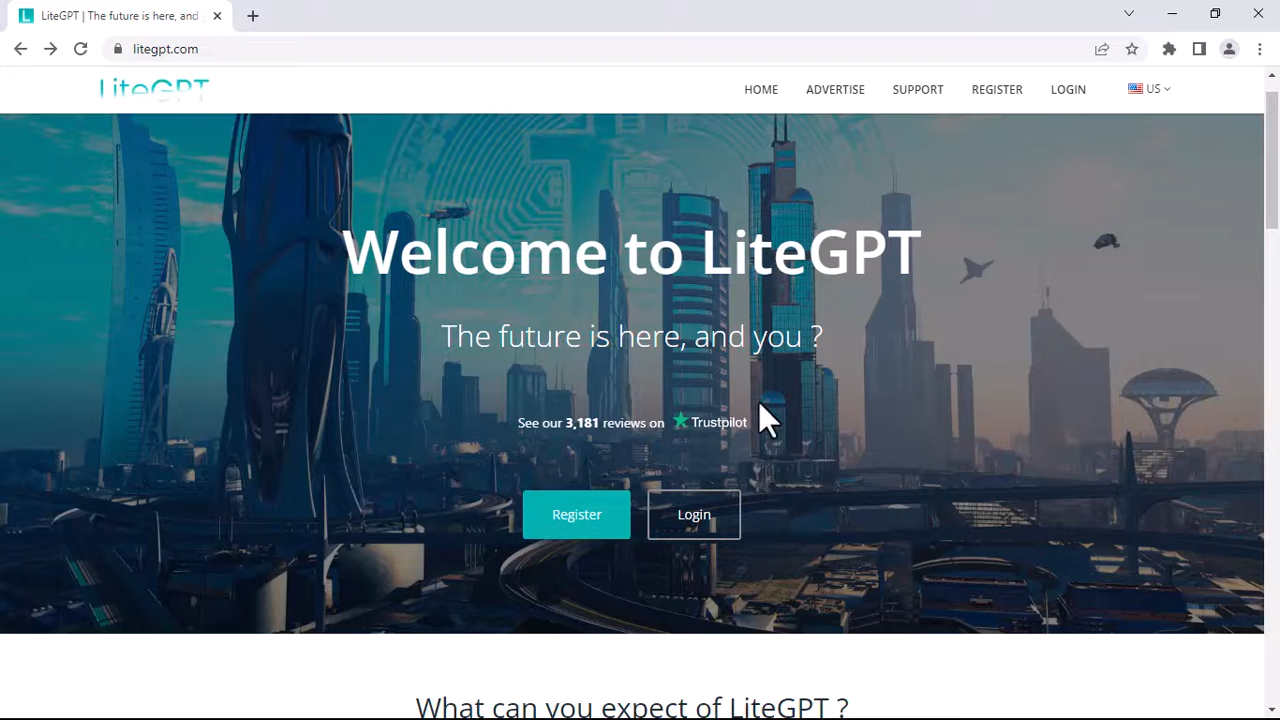 LiteGPT | The future is here, and
litegpt.com
LiteGPT
HOME
ADVERTISE
SUPPORT
REGISTER
LOGIN
US
Welcome to LiteGPT
The future is here, and you ?
See our 3,181 reviews on Trustpilot
Register
Login
What can you expect of LiteGPT ?